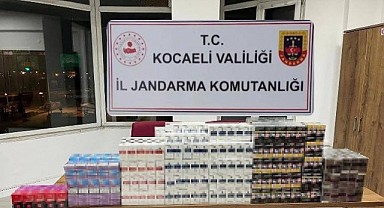 T.C.
KOCAELİ VALİLİĞİ
İL JANDARMA KOMUTANLIĞI